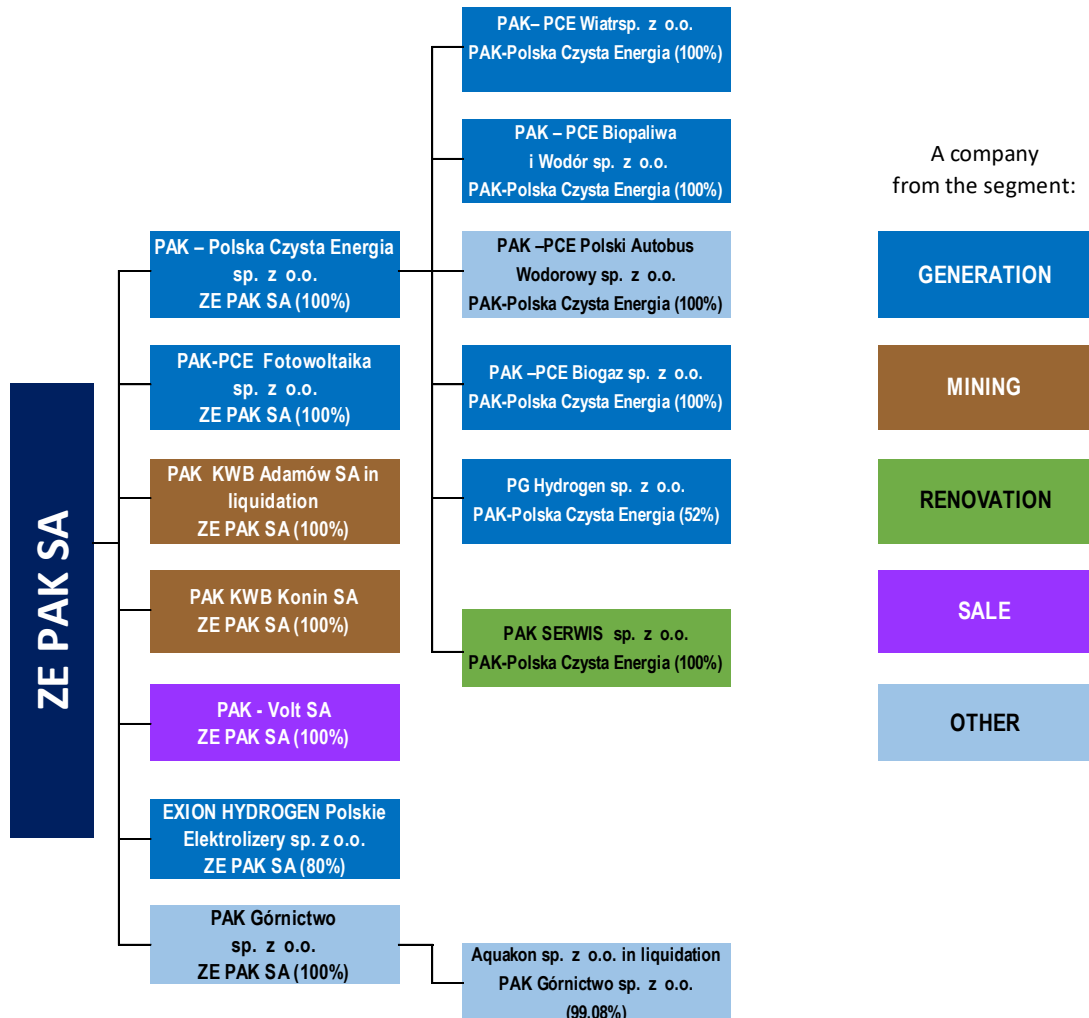 ZE PAK SA
PAK – Polska Czysta Energia
sp. z o.o.
ZE PAK SA (100%)
PAK-PCE Fotowoltaika
sp. z o.o.
ZE PAK SA (100%)
PAK KWB Adamów SA in
liquidation
ZE PAK SA (100%)
PAK KWB Konin SA
ZE PAK SA (100%)
PAK - Volt SA
ZE PAK SA (100%)
EXION HYDROGEN Polskie
Elektrolizery sp. z o.o.
ZE PAK SA (80%)
PAK Górnictwo
sp. z o.o.
ZE PAK SA (100%)
PAK– PCE Wiatrsp. z o.o.
PAK-Polska Czysta Energia (100%)
PAK – PCE Biopaliwa
i Wodór sp. z o.o.
PAK-Polska Czysta Energia (100%)
PAK –PCE Polski Autobus
Wodorowy sp. z o.o.
PAK-Polska Czysta Energia (100%)
PAK –PCE Biogaz sp. z o.o.
PAK-Polska Czysta Energia (100%)
PG Hydrogen sp. z o.o.
PAK-Polska Czysta Energia (52%)
PAK SERWIS sp. z o.o.
PAK-Polska Czysta Energia (100%)
Aquakon sp. z o.o. in liquidation
PAK Górnictwo sp. z o.o.
(99.08%)
A company
from the segment:
GENERATION
MINING
RENOVATION
SALE
OTHER